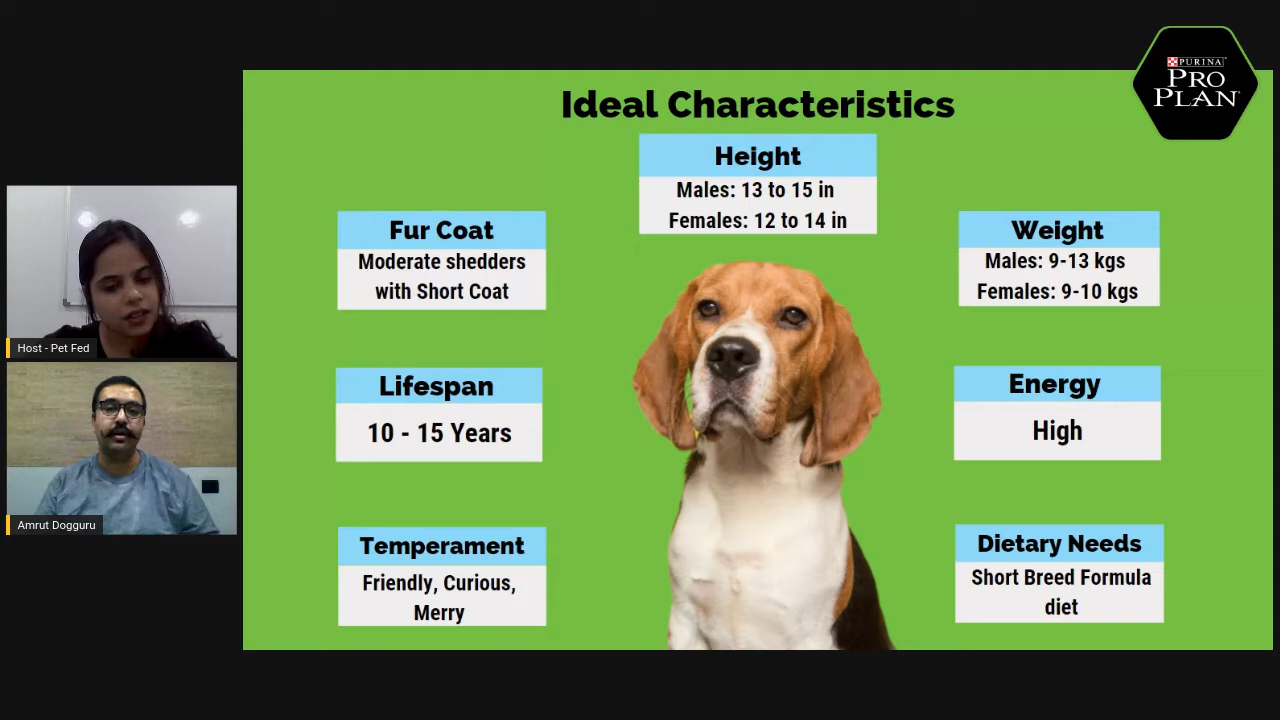 PURINA
PRO
PLAN
Ideal Characteristics
Height
Males: 13 to 15 in
Females: 12 to 14 in
Fur Coat
Moderate shedders
with Short Coat
Weight
Males: 9-13 kgs
Females: 9-10 kgs
Lifespan
10 - 15 Years
Energy
High
Temperament
Friendly, Curious,
Merry
Dietary Needs
Short Breed Formula
diet
Host - Pet Fed
Amrut Dogguru